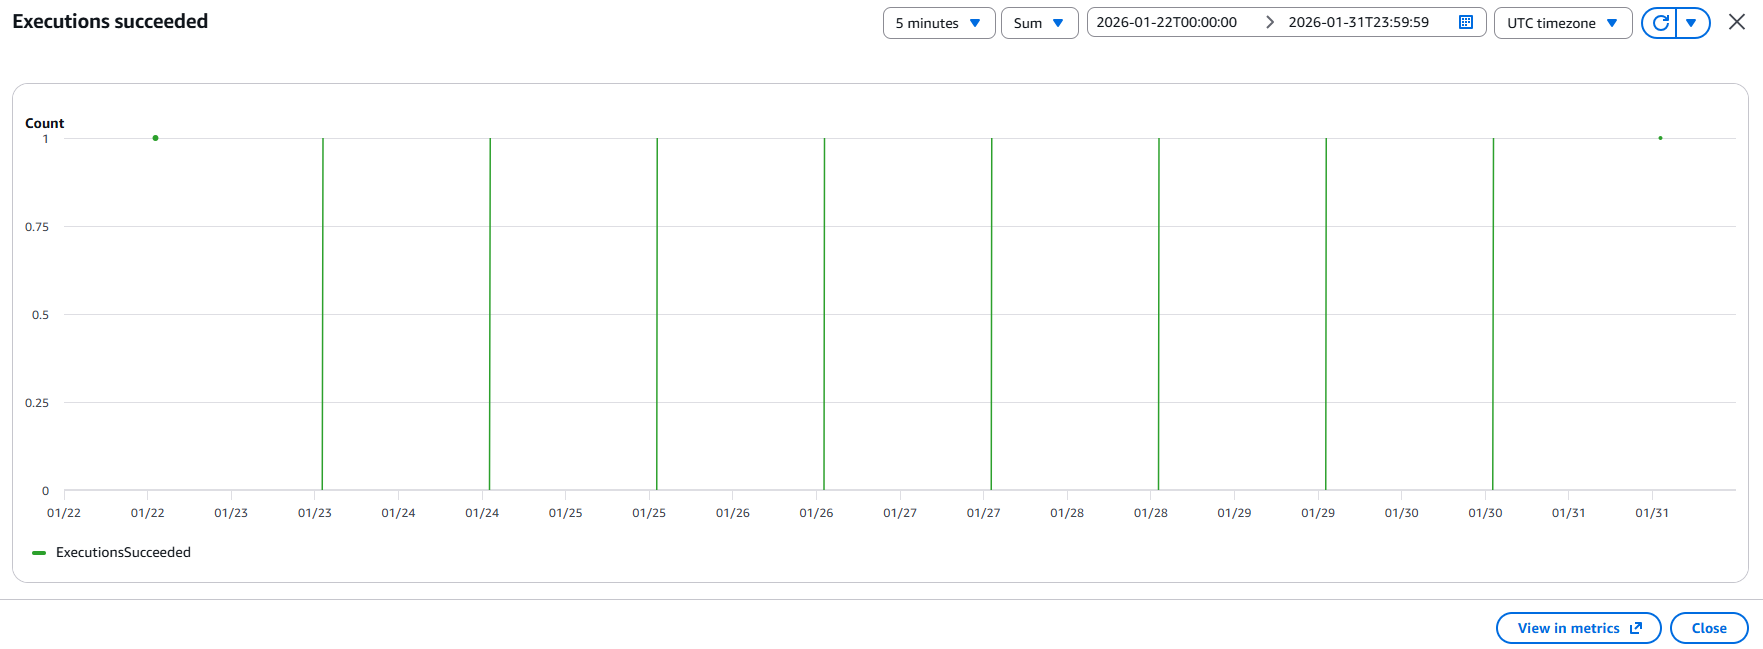 Executions succeeded
5 minutes
Sum
2026-01-22T00:00:00
2026-01-31T23:59:59
UTC timezone
Count
1
0.75
0.5
0.25
0
01/22 01/22 01/23 01/23 01/24 01/24 01/25 01/25 01/26 01/26 01/27 01/27 01/28 01/28 01/29 01/29 01/30 01/30 01/31 01/31
ExecutionsSucceeded
View in metrics
Close